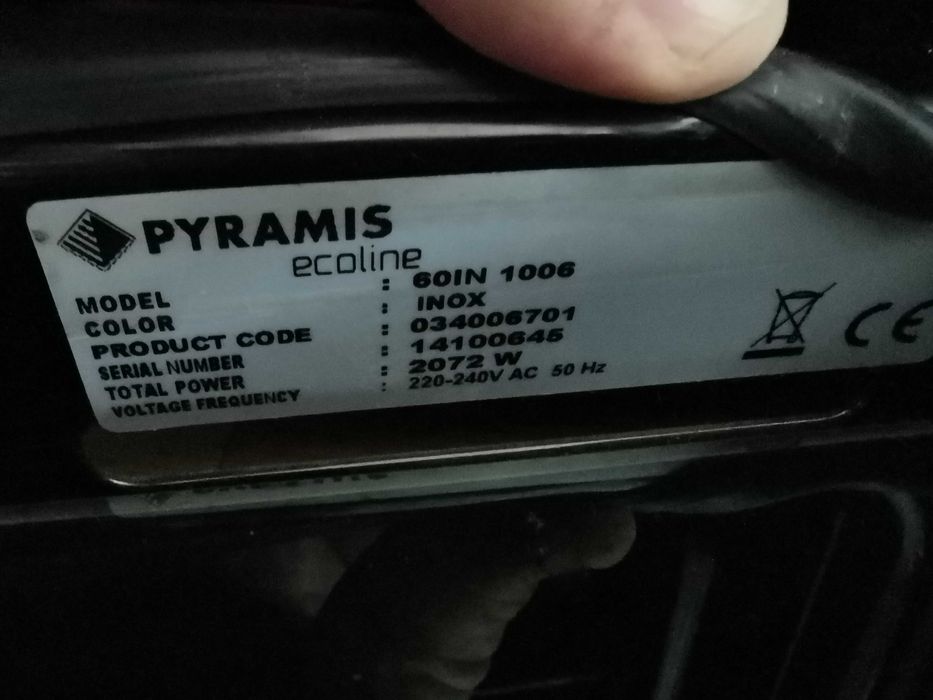 PYRAMIS
ecoline
MODEL : 60IN 1006
COLOR : INOX
PRODUCT CODE : 034006701
SERIAL NUMBER : 14100645
TOTAL POWER : 2072 W
VOLTAGE FREQUENCY : 220-240V AC 50 Hz
CE